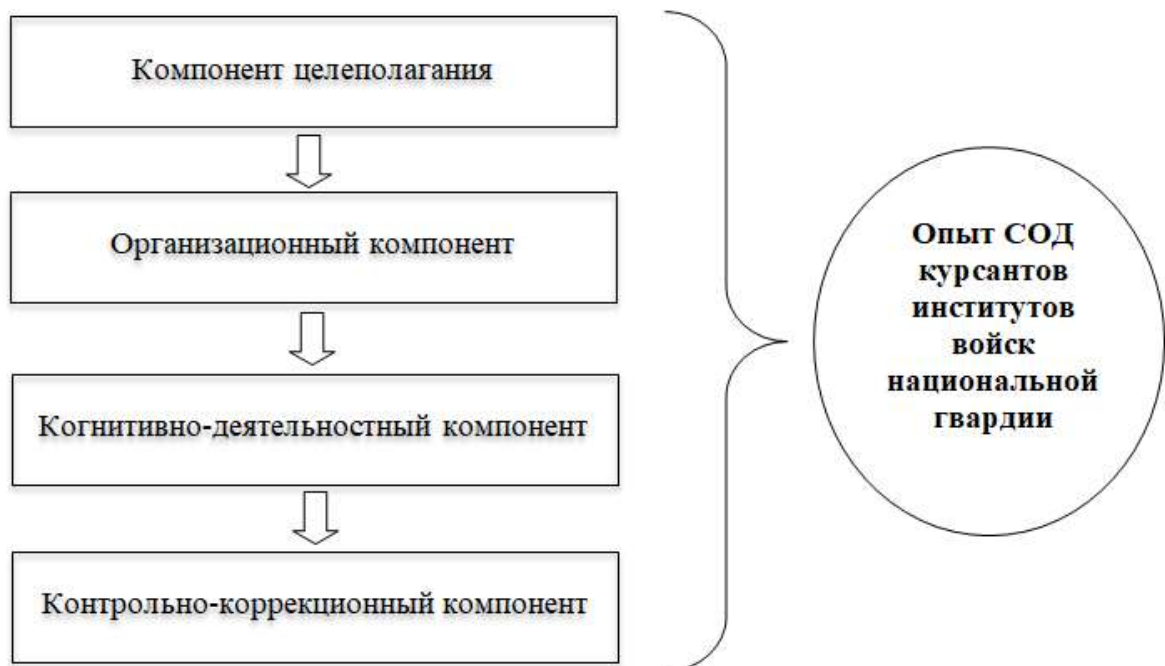 Компонент целеполагания
Организационный компонент
Когнитивно-деятельностный компонент
Контрольно-коррекционный компонент
Опыт СОД
курсантов
институтов
войск
национальной
гвардии